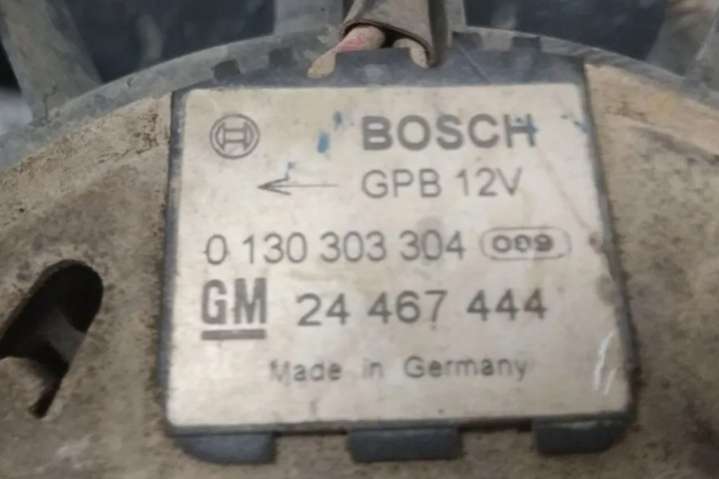 BOSCH
GPB 12V
0 130 303 304 009
GM 24 467 444
Made in Germany